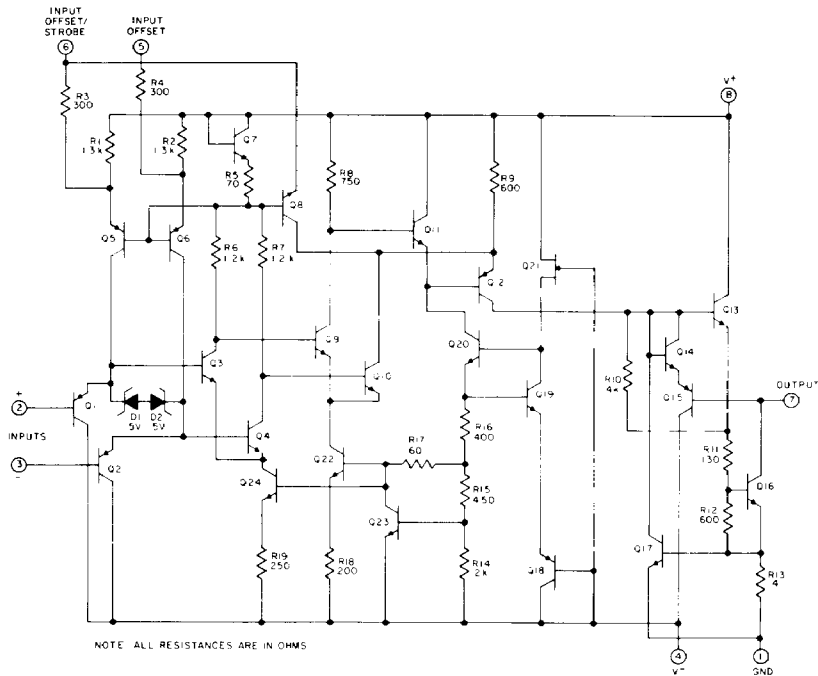 INPUT
OFFSET/
STROBE
6
INPUT
OFFSET
5
R3
300
R4
300
V+
8
R1
1.3k
R2
1.3k
Q7
R5
70
Q8
R8
750
R9
600
Q5
Q6
R6
1.2k
R7
1.2k
Q11
Q21
Q12
Q13
Q9
Q20
Q14
Q3
Q10
R10
4k
Q15
OUTPUT
7
+
2
Q1
D1
5V
D2
5V
Q19
INPUTS
Q4
R16
400
R11
130
3
-
Q2
R17
60
Q22
Q24
R15
450
R12
600
Q16
Q23
Q17
R19
250
R18
200
R14
2k
Q18
R13
4
NOTE ALL RESISTANCES ARE IN OHMS
4
V-
1
GND